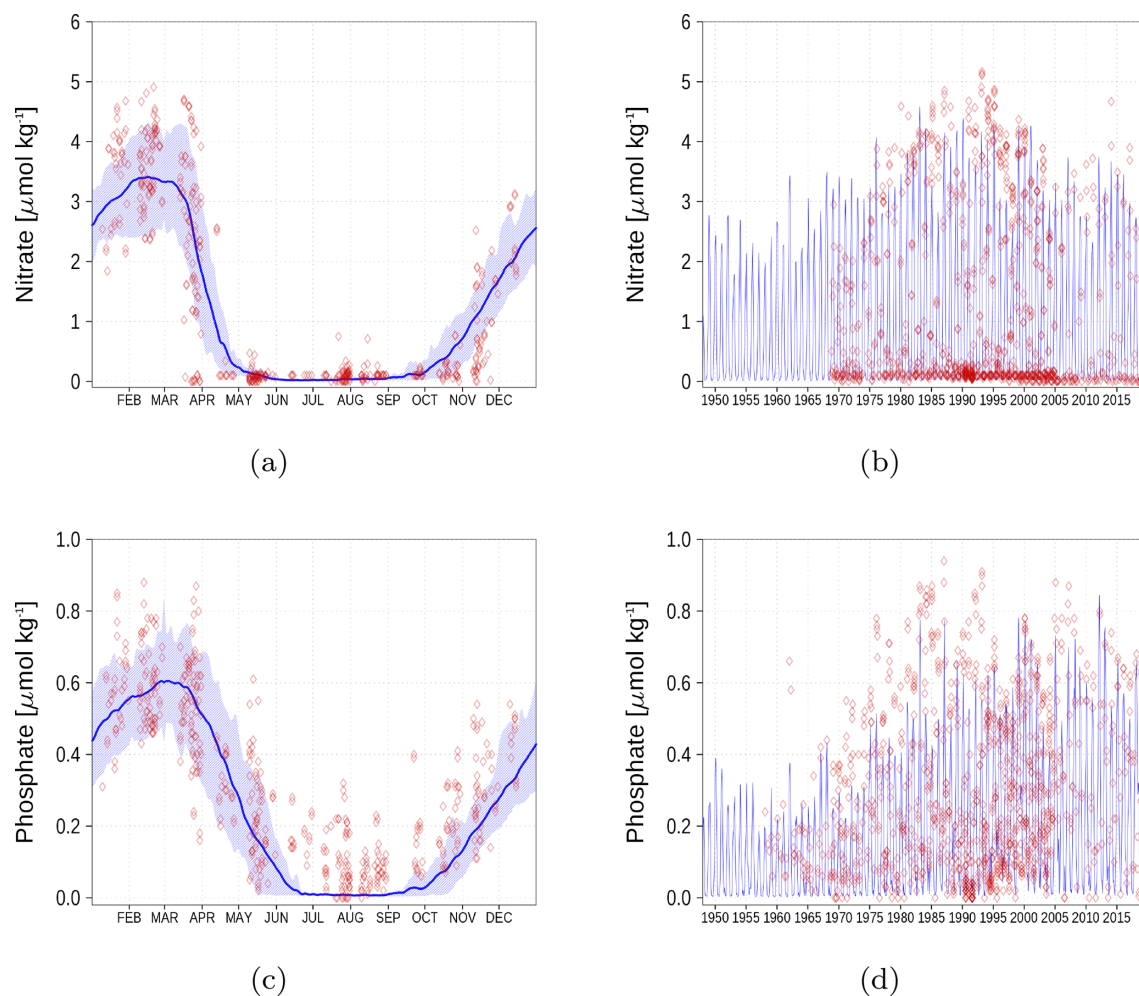 6
5
4
3
2
1
0
Nitrate [μmol kg⁻¹]
FEB MAR APR MAY JUN JUL AUG SEP OCT NOV DEC
(a)
6
5
4
3
2
1
0
Nitrate [μmol kg⁻¹]
1950 1955 1960 1965 1970 1975 1980 1985 1990 1995 2000 2005 2010 2015
(b)
1.0
0.8
0.6
0.4
0.2
0.0
Phosphate [μmol kg⁻¹]
FEB MAR APR MAY JUN JUL AUG SEP OCT NOV DEC
(c)
1.0
0.8
0.6
0.4
0.2
0.0
Phosphate [μmol kg⁻¹]
1950 1955 1960 1965 1970 1975 1980 1985 1990 1995 2000 2005 2010 2015
(d)